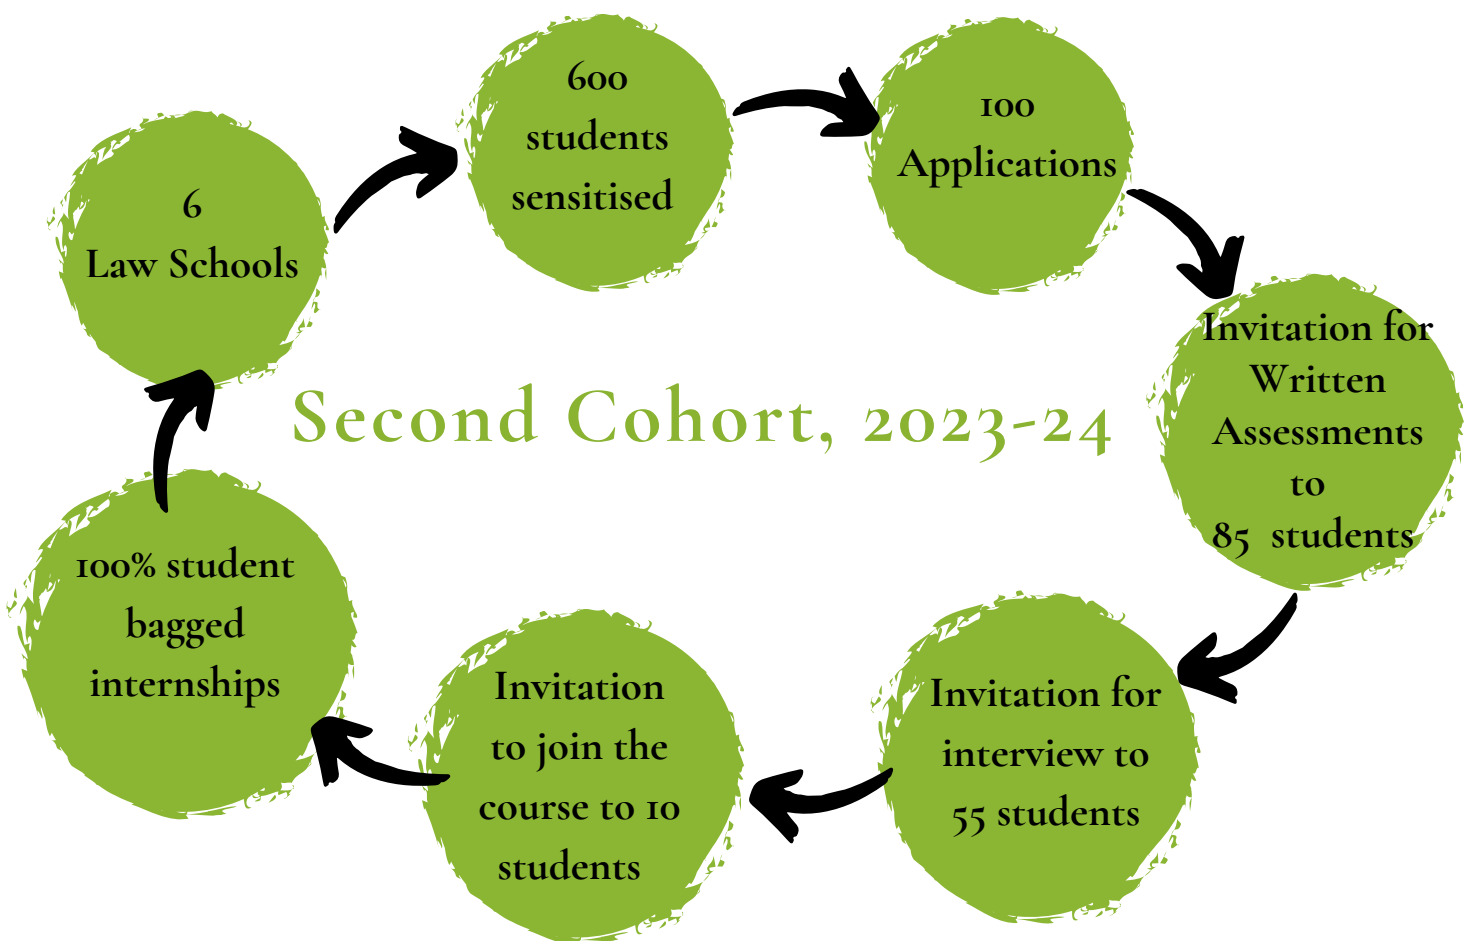 6
Law Schools
600
students
sensitised
100
Applications
Invitation for
Written
Assessments
to
85 students
Second Cohort, 2023-24
Invitation for
interview to
55 students
Invitation
to join the
course to 10
students
100% student
bagged
internships